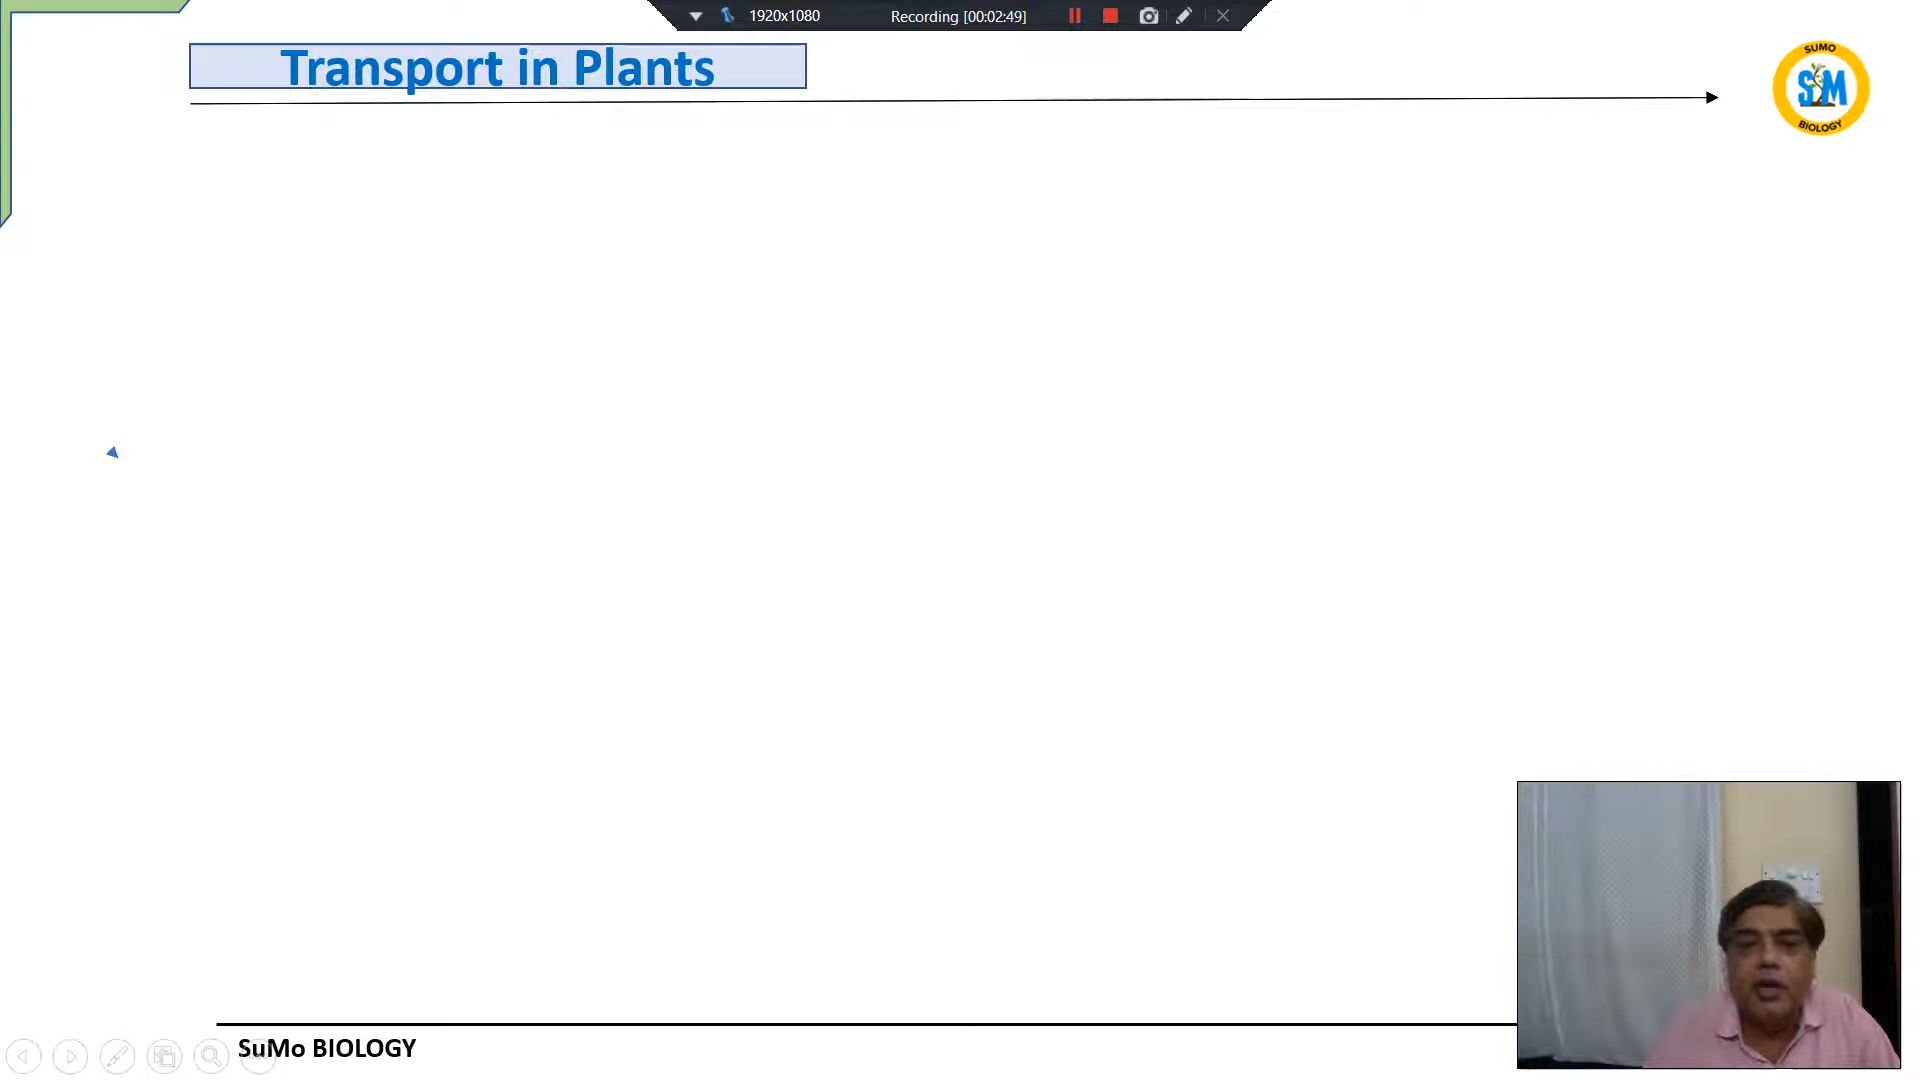 1920x1080
Recording [00:02:49]
Transport in Plants
SUMO
SM
BIOLOGY
SuMo BIOLOGY